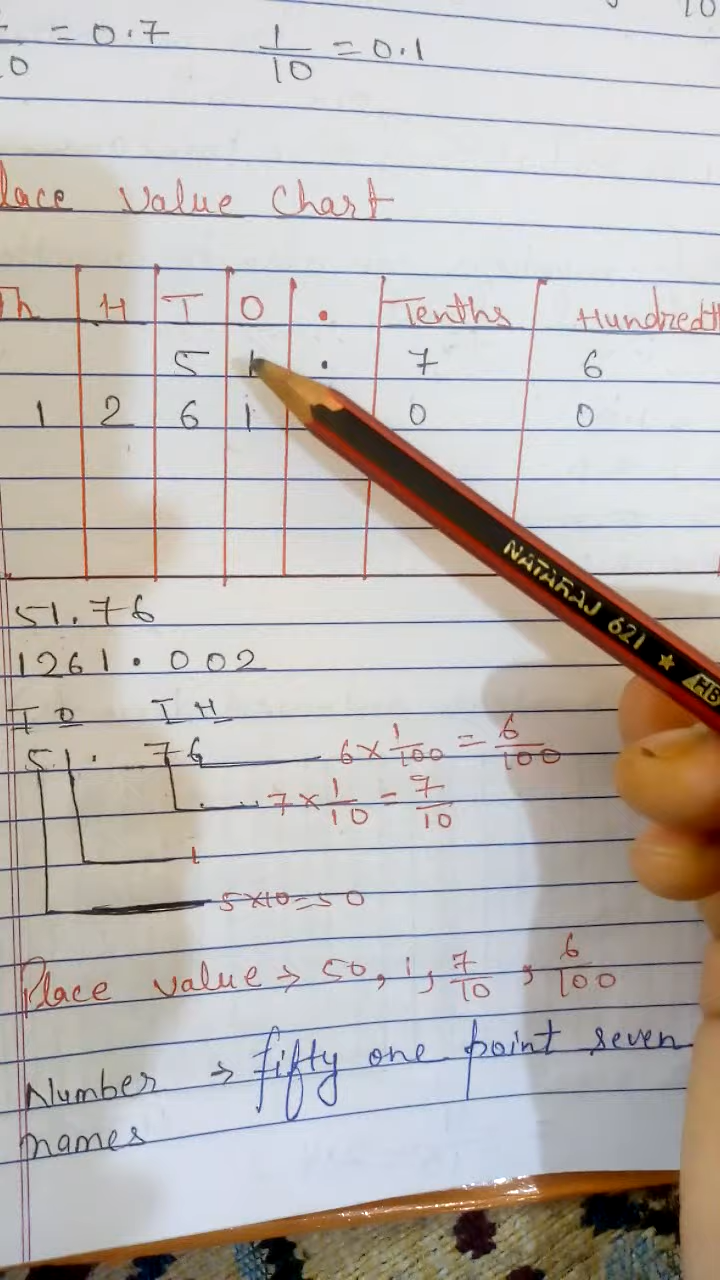 10
/10 = 0.7 1/10 = 0.1
lace Value Chart
Th H T O . Tenths Hundredth
5 1 . 7 6
1 2 6 1 0 0
51.76
1261.002
T O T H
51. 76 6 × 1/100 = 6/100
7 × 1/10 = 7/10
1
5×10=50
Place value → 50, 1, 7/10, 6/100
Number → fifty one point seven
names
NATARAJ 621 HB